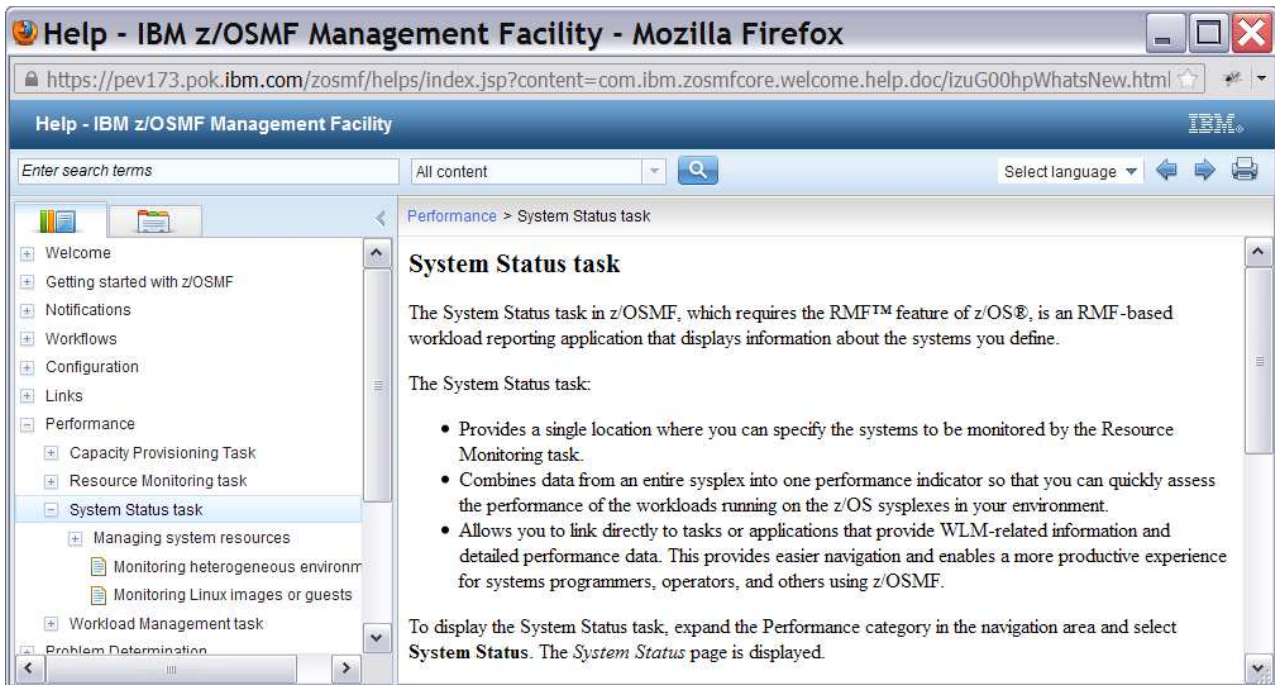 Help - IBM z/OSMF Management Facility - Mozilla Firefox
https://pev173.pok.ibm.com/zosmf/helps/index.jsp?content=com.ibm.zosmfcore.welcome.help.doc/izuG00hpWhatsNew.html
Help - IBM z/OSMF Management Facility
IBM®
Enter search terms
All content
Select language
Performance > System Status task
Welcome
Getting started with z/OSMF
Notifications
Workflows
Configuration
Links
Performance
Capacity Provisioning Task
Resource Monitoring task
System Status task
Managing system resources
Monitoring heterogeneous environm
Monitoring Linux images or guests
Workload Management task
Problem Determination
System Status task
The System Status task in z/OSMF, which requires the RMF™ feature of z/OS®, is an RMF-based
workload reporting application that displays information about the systems you define.
The System Status task:
• Provides a single location where you can specify the systems to be monitored by the Resource
Monitoring task.
• Combines data from an entire sysplex into one performance indicator so that you can quickly assess
the performance of the workloads running on the z/OS sysplexes in your environment.
• Allows you to link directly to tasks or applications that provide WLM-related information and
detailed performance data. This provides easier navigation and enables a more productive experience
for systems programmers, operators, and others using z/OSMF.
To display the System Status task, expand the Performance category in the navigation area and select
System Status. The System Status page is displayed.